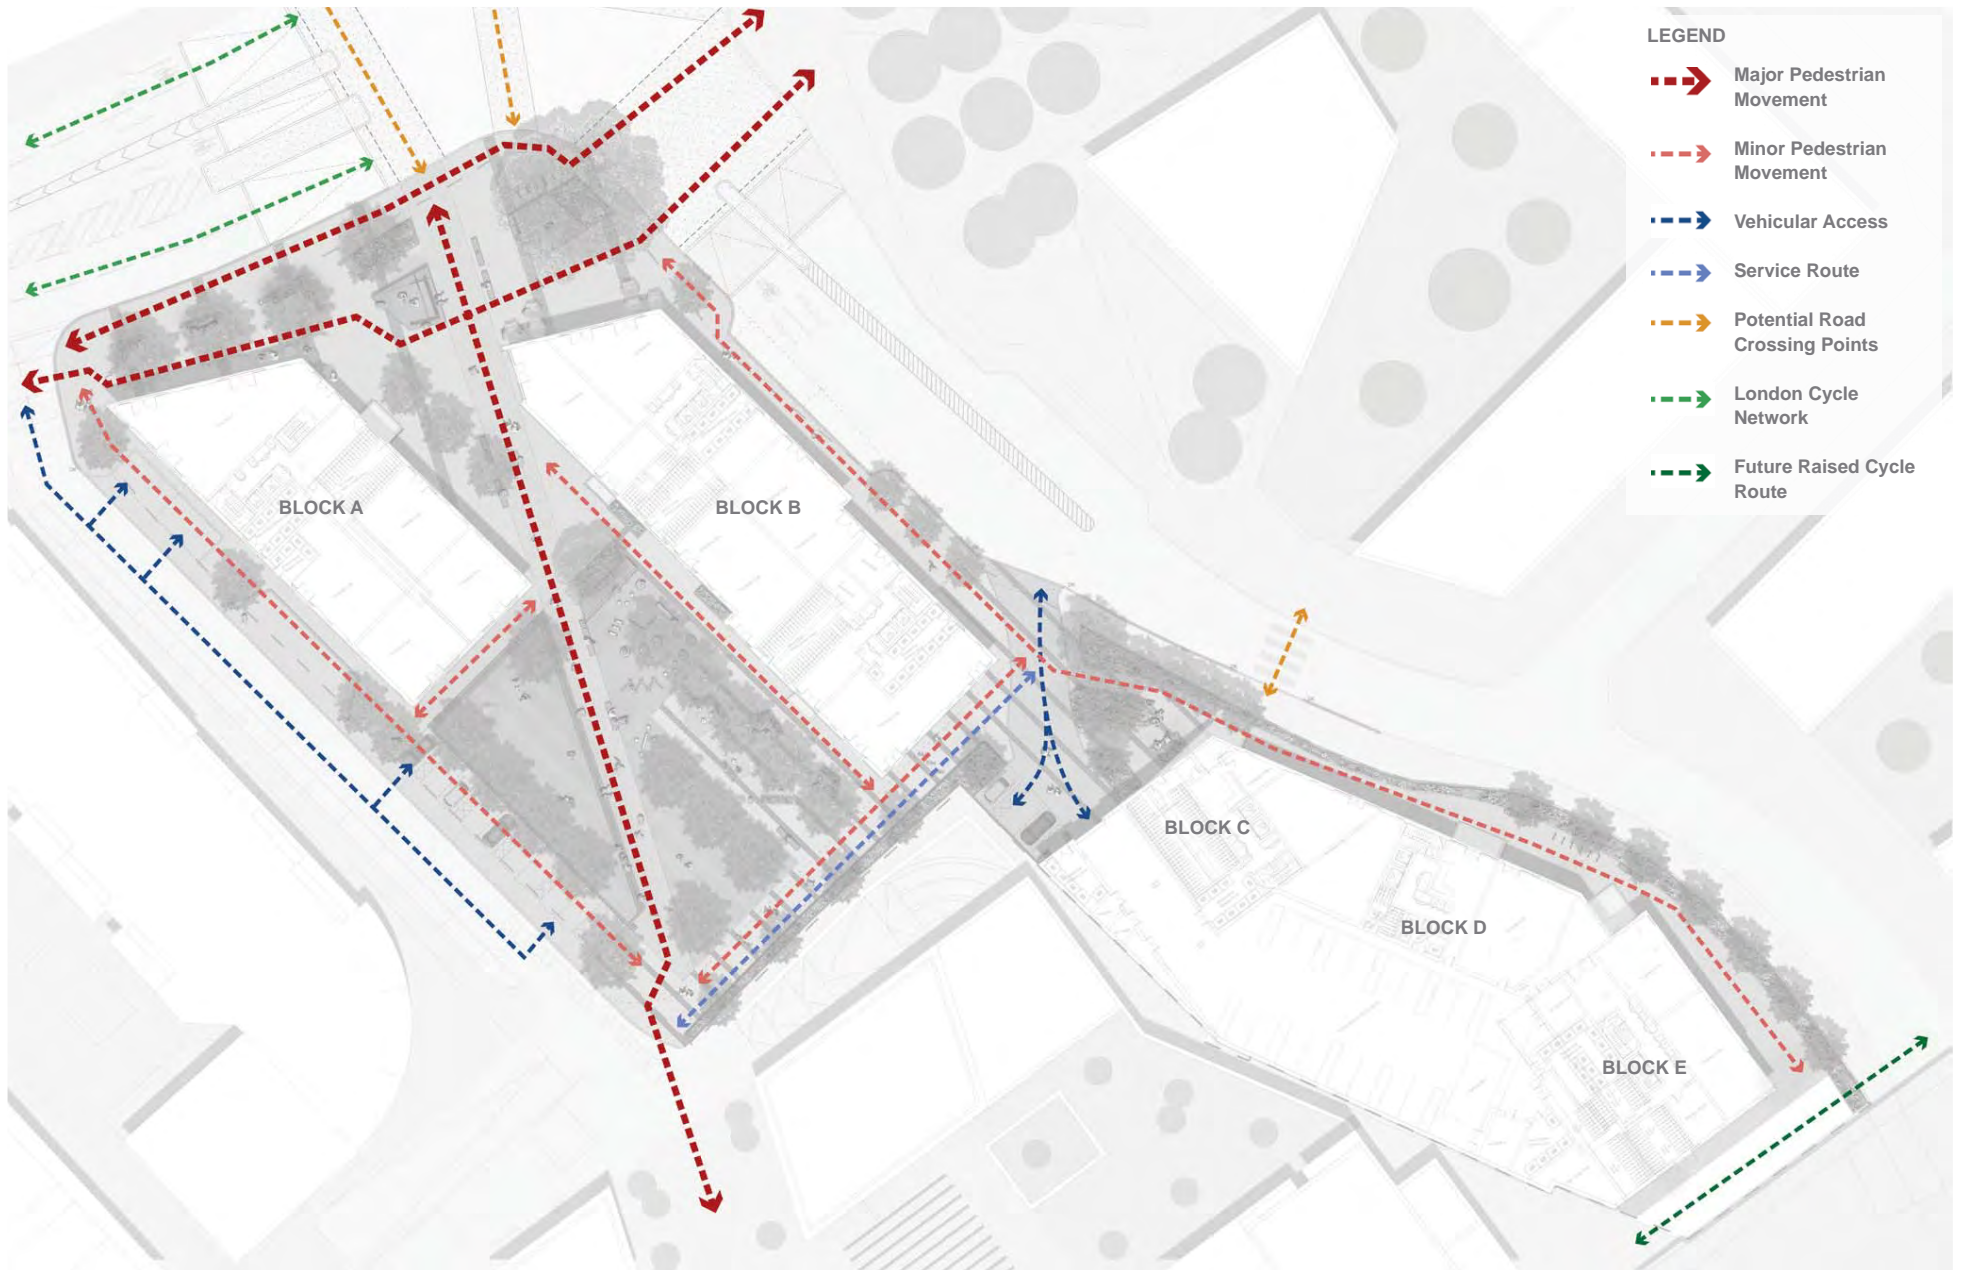 LEGEND
Major Pedestrian
Movement
Minor Pedestrian
Movement
Vehicular Access
Service Route
Potential Road
Crossing Points
London Cycle
Network
Future Raised Cycle
Route
BLOCK A
BLOCK B
BLOCK C
BLOCK D
BLOCK E